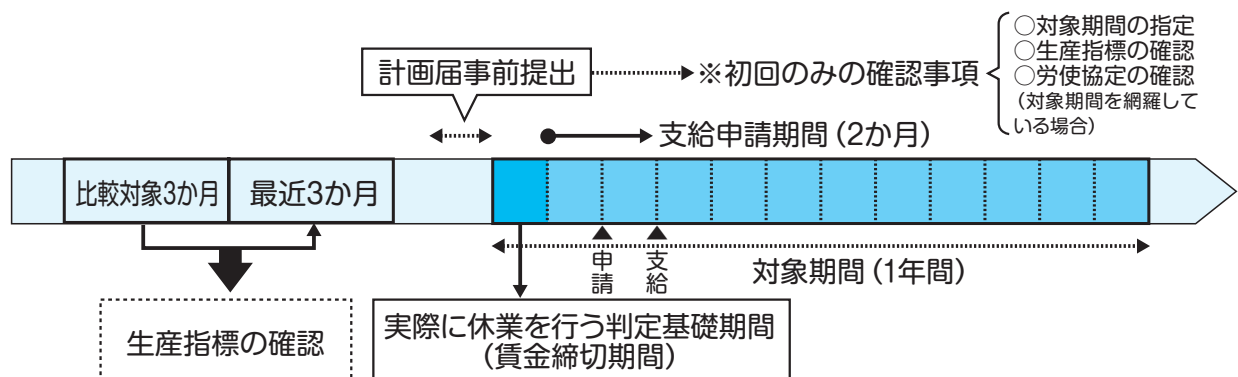 計画届事前提出
※初回のみの確認事項
○対象期間の指定
○生産指標の確認
○労使協定の確認
（対象期間を網羅して
いる場合）
支給申請期間（2か月）
比較対象3か月
最近3か月
申請
支給
対象期間（1年間）
生産指標の確認
実際に休業を行う判定基礎期間
（賃金締切期間）